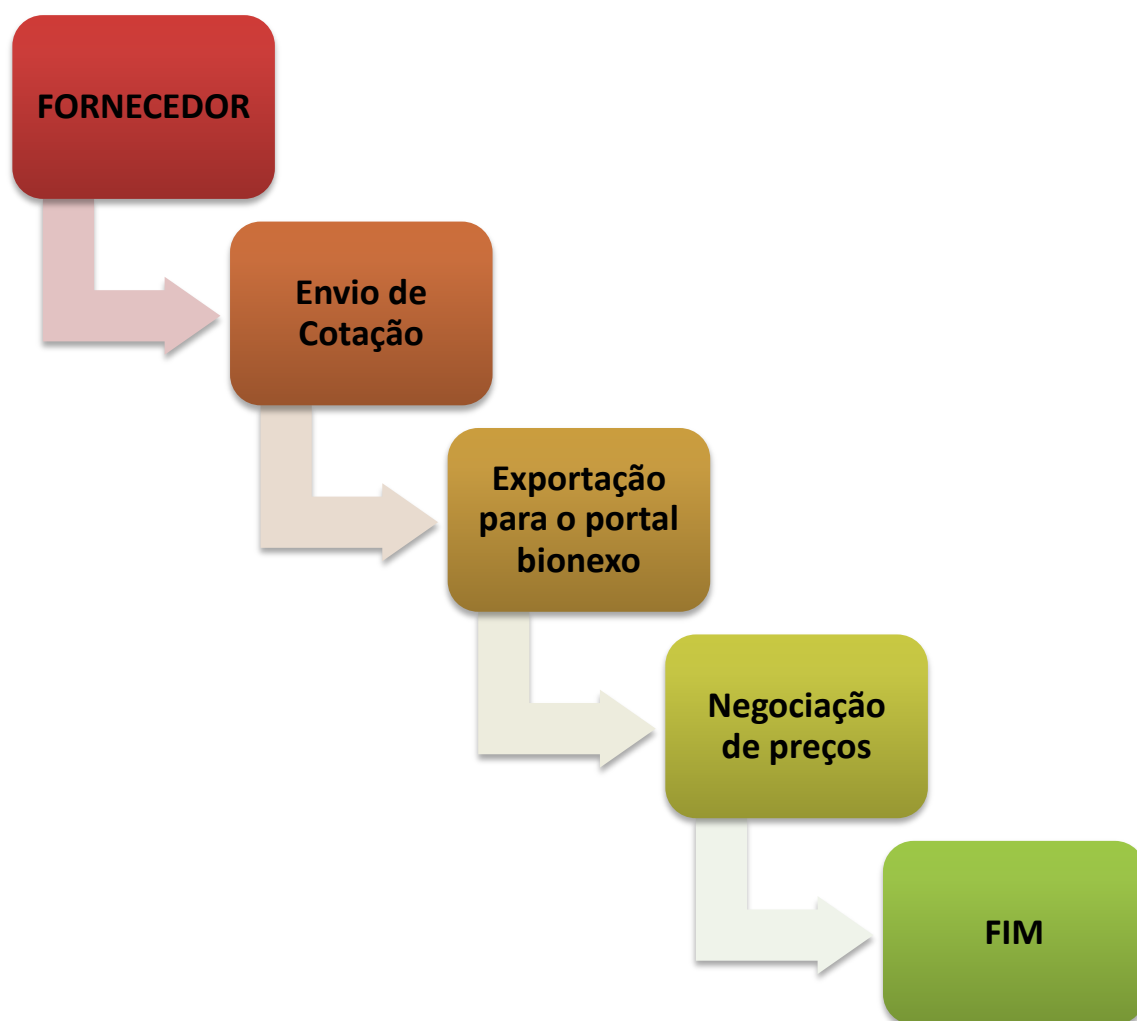 FORNECEDOR
Envio de
Cotação
Exportação
para o portal
bionexo
Negociação
de preços
FIM